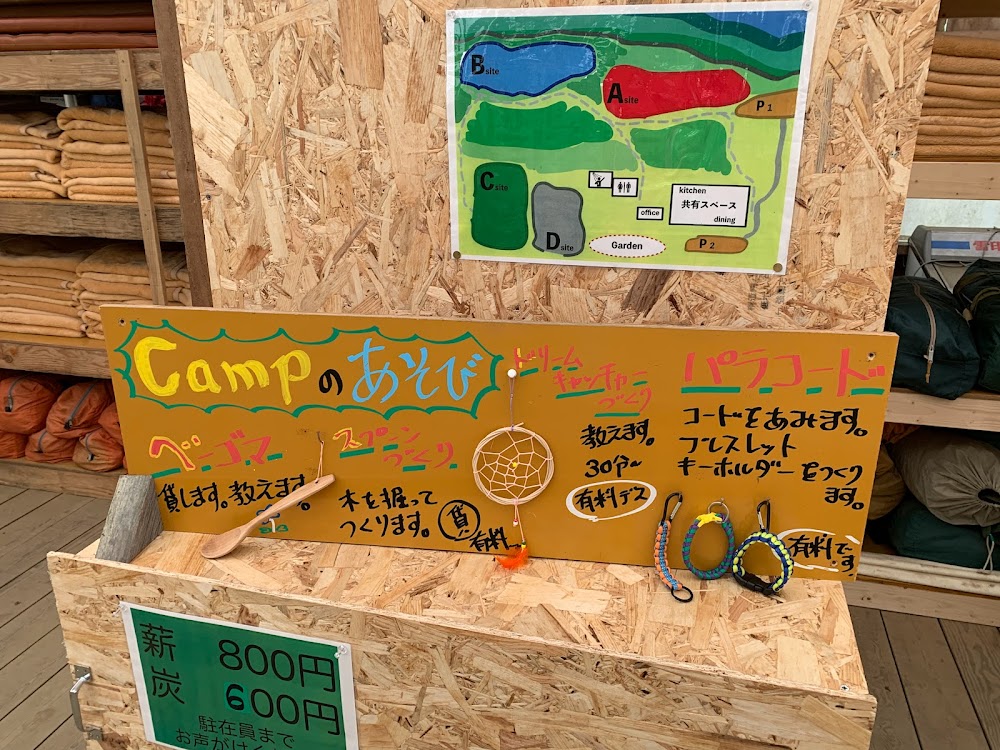 B site
A site
P 1
C site
D site
office
kitchen
共有スペース
dining
Garden
P 2
Campのあそび
ベーゴマ
貸します。教えます。
スプーン
づくり
木を掘って
つくります。
貸
有料
ドリーム
キャッチャー
づくり
教えます。
30分〜
有料デス
パラコード
コードをあみます。
ブレスレット
キーホルダーをつくり
ます。
有料で
す
薪 800円
炭 600円
駐在員まで